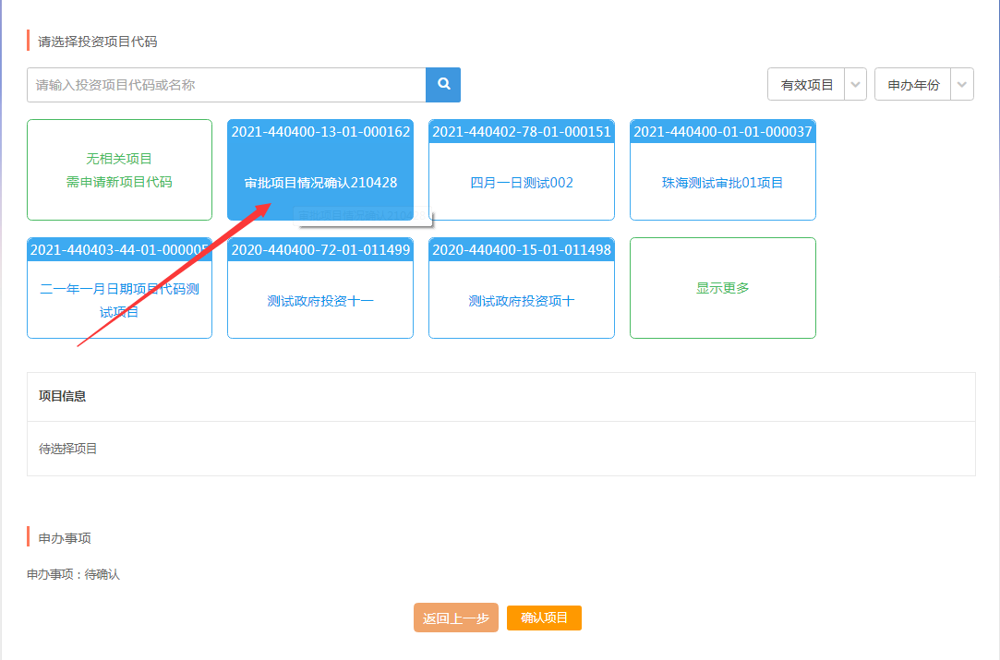 请选择投资项目代码
请输入投资项目代码或名称
有效项目
申办年份
无相关项目
需申请新项目代码
2021-440400-13-01-000162
审批项目情况确认210428
2021-440402-78-01-000151
四月一日测试002
2021-440400-01-01-000037
珠海测试审批01项目
2021-440403-44-01-000005
二一年一月日期项目代码测
试项目
2020-440400-72-01-011499
测试政府投资十一
2020-440400-15-01-011498
测试政府投资项十
显示更多
项目信息
待选择项目
申办事项
申办事项：待确认
返回上一步
确认项目